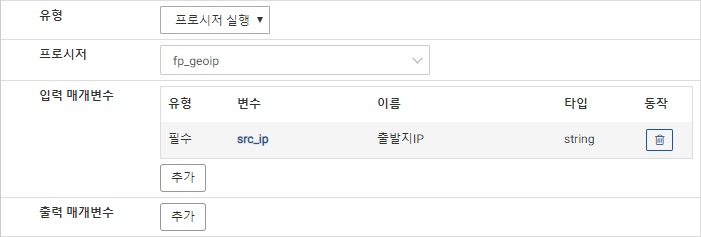 유형 프로시저 실행
프로시저 fp_geoip
입력 매개변수
유형 변수 이름 타입 동작
필수 src_ip 출발지IP string
추가
출력 매개변수 추가